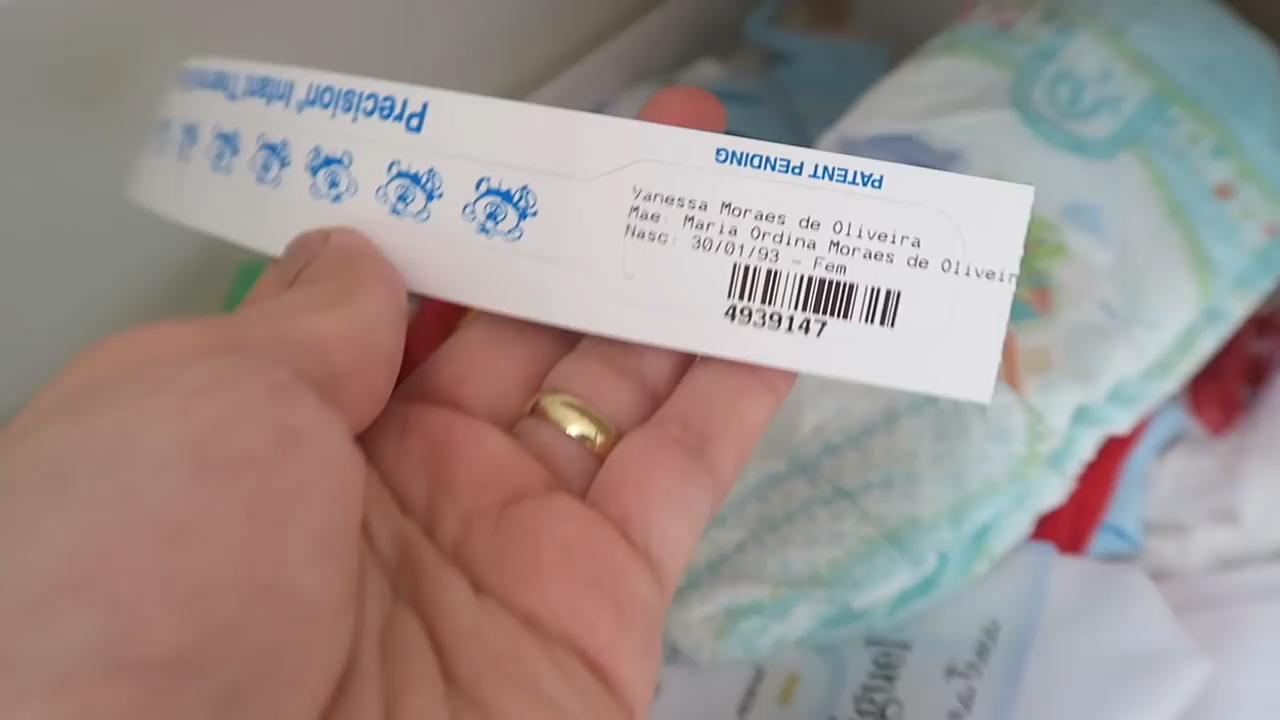 Precision® Infant
PATENT PENDING
Vanessa Moraes de Oliveira
Mae: Maria Ordina Moraes de Oliveir
Nasc: 30/01/93 - Fem
4939147
guel